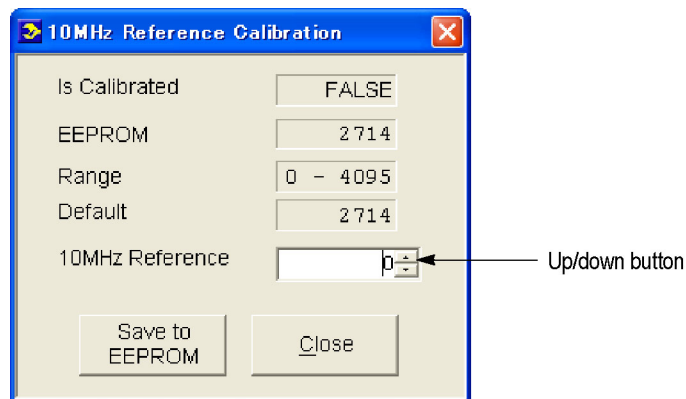 10MHz Reference Calibration
Is Calibrated FALSE
EEPROM 2714
Range 0 - 4095
Default 2714
10MHz Reference 0
Up/down button
Save to
EEPROM
Close